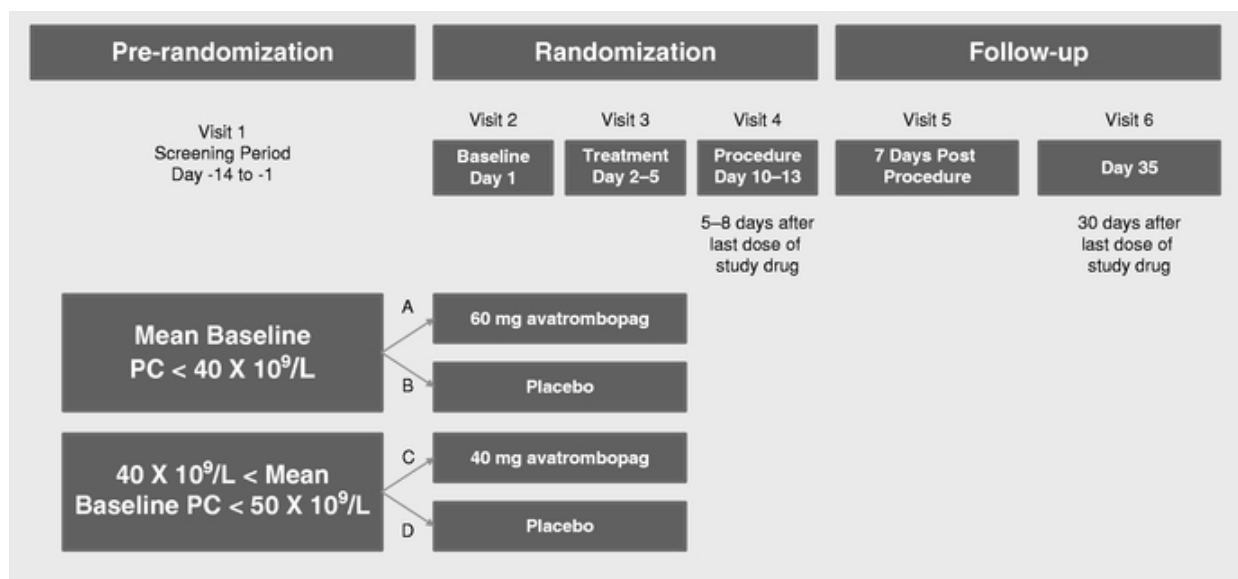 Pre-randomization
Randomization
Follow-up
Visit 1
Screening Period
Day -14 to -1
Visit 2
Baseline
Day 1
Visit 3
Treatment
Day 2–5
Visit 4
Procedure
Day 10–13
5–8 days after
last dose of
study drug
Visit 5
7 Days Post
Procedure
Visit 6
Day 35
30 days after
last dose of
study drug
Mean Baseline
PC < 40 X 10⁹/L
A
60 mg avatrombopag
B
Placebo
40 X 10⁹/L < Mean
Baseline PC < 50 X 10⁹/L
C
40 mg avatrombopag
D
Placebo